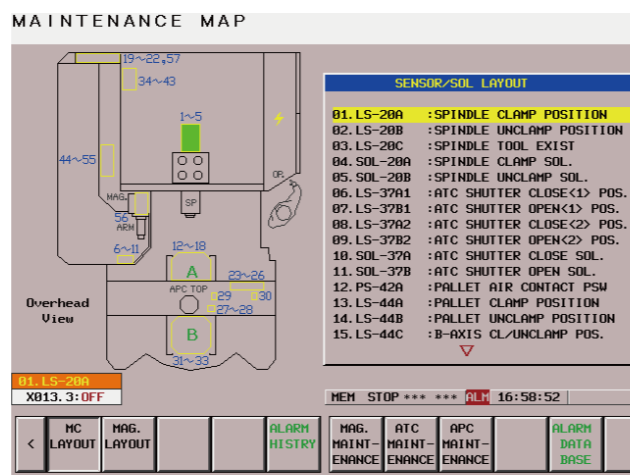 MAINTENANCE MAP
19~22,57
34~43
1~5
44~55
MAG.
56
ARM
SP
OP.
6~11
12~18
A
23~26
APC TOP
29
30
27~28
B
31~33
Overhead
View
SENSOR/SOL LAYOUT
01.LS-20A :SPINDLE CLAMP POSITION
02.LS-20B :SPINDLE UNCLAMP POSITION
03.LS-20C :SPINDLE TOOL EXIST
04.SOL-20A :SPINDLE CLAMP SOL.
05.SOL-20B :SPINDLE UNCLAMP SOL.
06.LS-37A1 :ATC SHUTTER CLOSE<1> POS.
07.LS-37B1 :ATC SHUTTER OPEN<1> POS.
08.LS-37A2 :ATC SHUTTER CLOSE<2> POS.
09.LS-37B2 :ATC SHUTTER OPEN<2> POS.
10.SOL-37A :ATC SHUTTER CLOSE SOL.
11.SOL-37B :ATC SHUTTER OPEN SOL.
12.PS-42A :PALLET AIR CONTACT PSW
13.LS-44A :PALLET CLAMP POSITION
14.LS-44B :PALLET UNCLAMP POSITION
15.LS-44C :B-AXIS CL/UNCLAMP POS.
01.LS-20A
X013.3:OFF
MEM STOP *** *** ALM 16:58:52
< MC LAYOUT
MAG. LAYOUT
ALARM HISTRY
MAG. MAINT-ENANCE
ATC MAINT-ENANCE
APC MAINT-ENANCE
ALARM DATA BASE